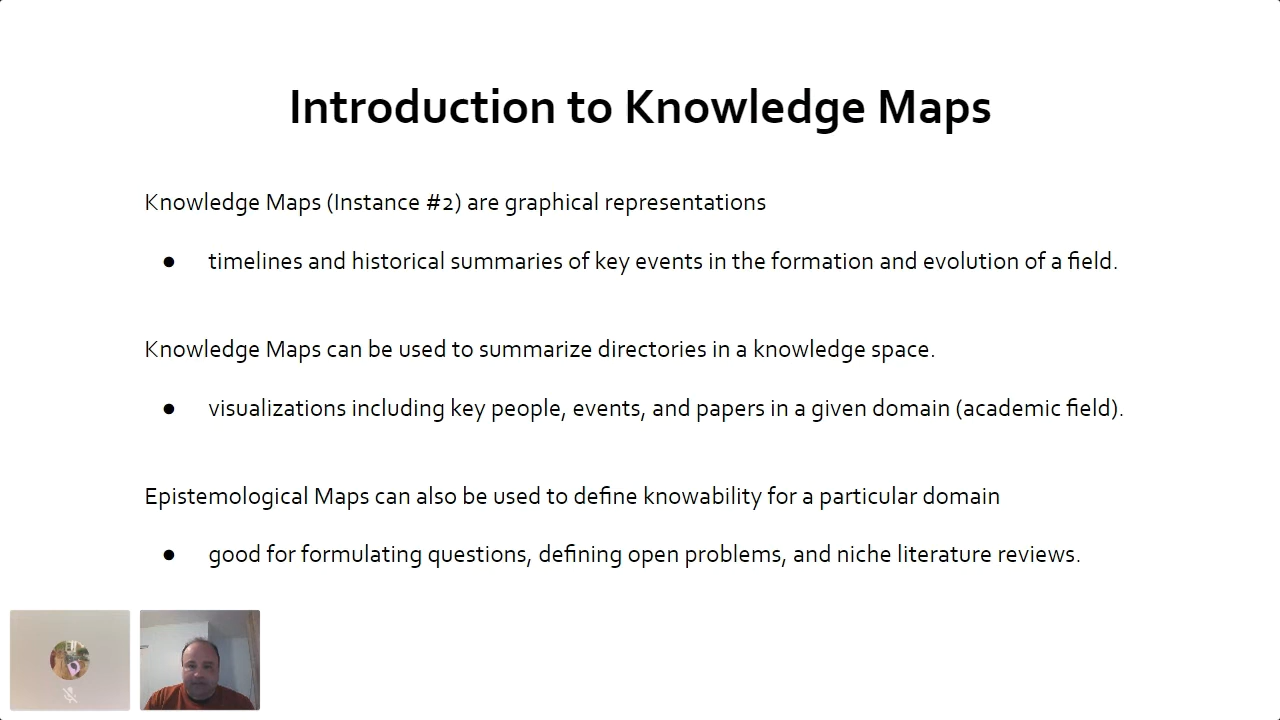 Introduction to Knowledge Maps
Knowledge Maps (Instance #2) are graphical representations
● timelines and historical summaries of key events in the formation and evolution of a field.
Knowledge Maps can be used to summarize directories in a knowledge space.
● visualizations including key people, events, and papers in a given domain (academic field).
Epistemological Maps can also be used to define knowability for a particular domain
● good for formulating questions, defining open problems, and niche literature reviews.